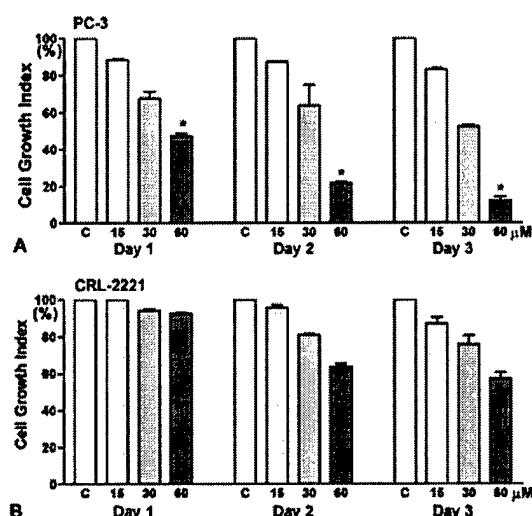 PC-3
100
(%)
80
60
40
20
0
Cell Growth Index
*
*
*
C 15 30 60 C 15 30 60 C 15 30 60 μM
A Day 1 Day 2 Day 3
CRL-2221
100
(%)
80
60
40
20
0
Cell Growth Index
C 15 30 60 C 15 30 60 C 15 30 60 μM
B Day 1 Day 2 Day 3